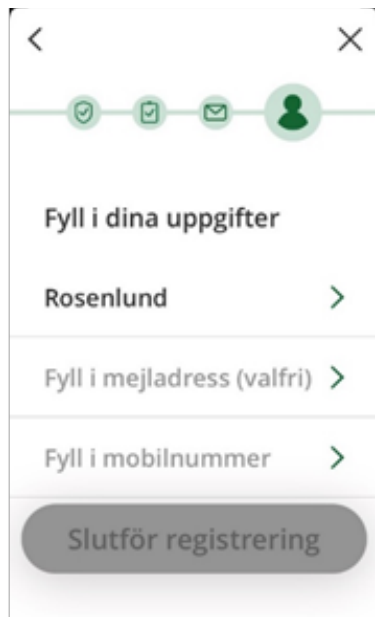 Fyll i dina uppgifter
Rosenlund
Fyll i mejladress (valfri)
Fyll i mobilnummer
Slutför registrering